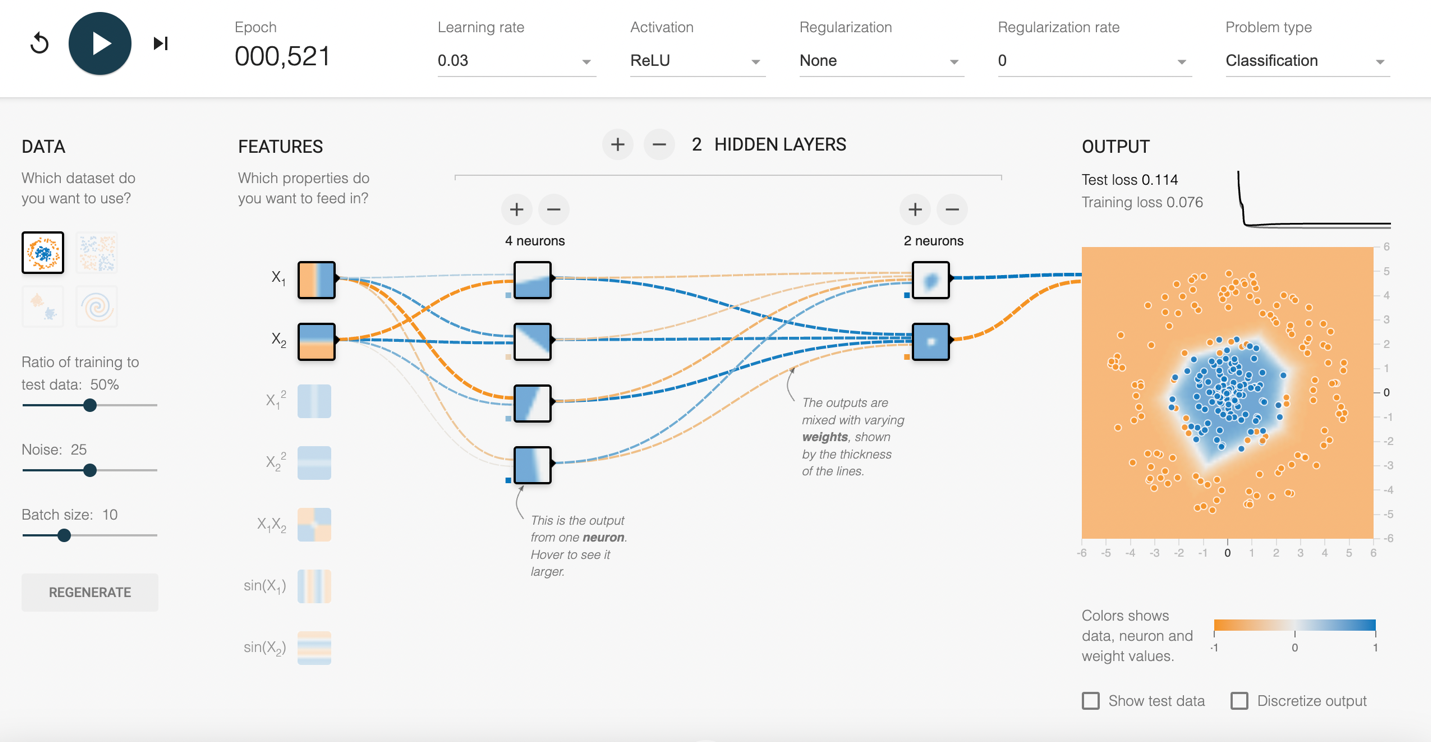 Epoch
000,521
Learning rate
0.03
Activation
ReLU
Regularization
None
Regularization rate
0
Problem type
Classification
DATA
Which dataset do
you want to use?
Ratio of training to
test data: 50%
Noise: 25
Batch size: 10
REGENERATE
FEATURES
Which properties do
you want to feed in?
X₁
X₂
X₁²
X₂²
X₁X₂
sin(X₁)
sin(X₂)
+ − 2 HIDDEN LAYERS
+ −
4 neurons
+ −
2 neurons
This is the output
from one neuron.
Hover to see it
larger.
The outputs are
mixed with varying
weights, shown
by the thickness
of the lines.
OUTPUT
Test loss 0.114
Training loss 0.076
6
5
4
3
2
1
0
-1
-2
-3
-4
-5
-6
-6 -5 -4 -3 -2 -1 0 1 2 3 4 5 6
Colors shows
data, neuron and
weight values.
-1 0 1
Show test data
Discretize output